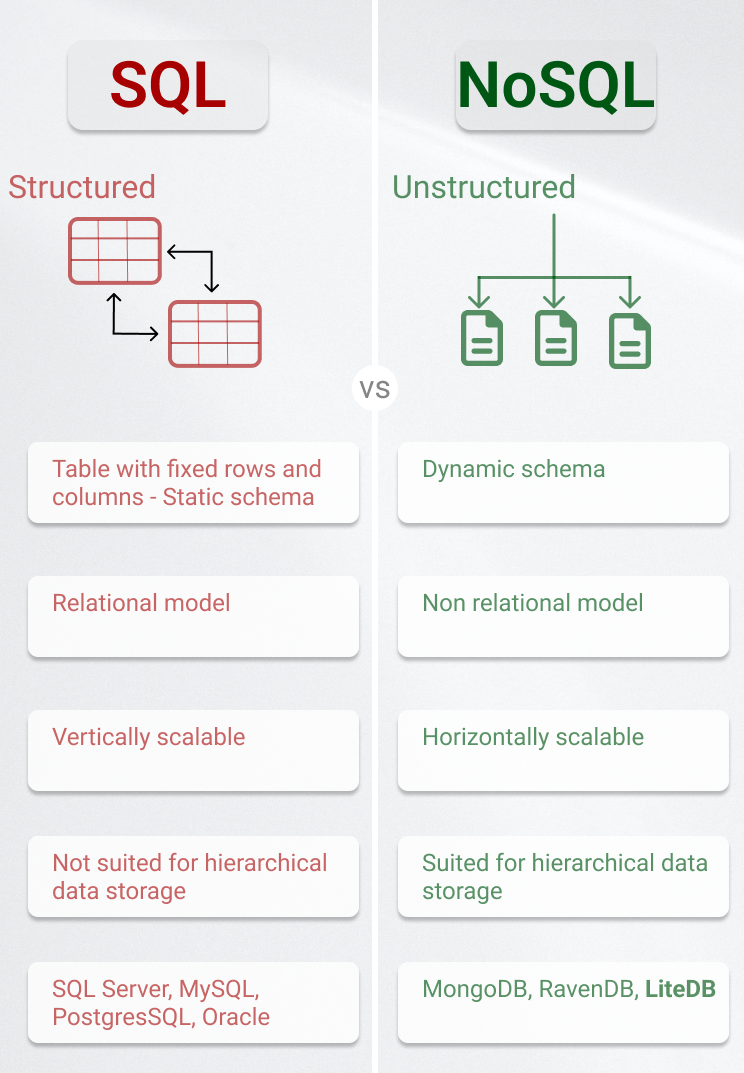 SQL
NoSQL
Structured
Unstructured
VS
Table with fixed rows and
columns - Static schema
Dynamic schema
Relational model
Non relational model
Vertically scalable
Horizontally scalable
Not suited for hierarchical
data storage
Suited for hierarchical data
storage
SQL Server, MySQL,
PostgresSQL, Oracle
MongoDB, RavenDB, LiteDB